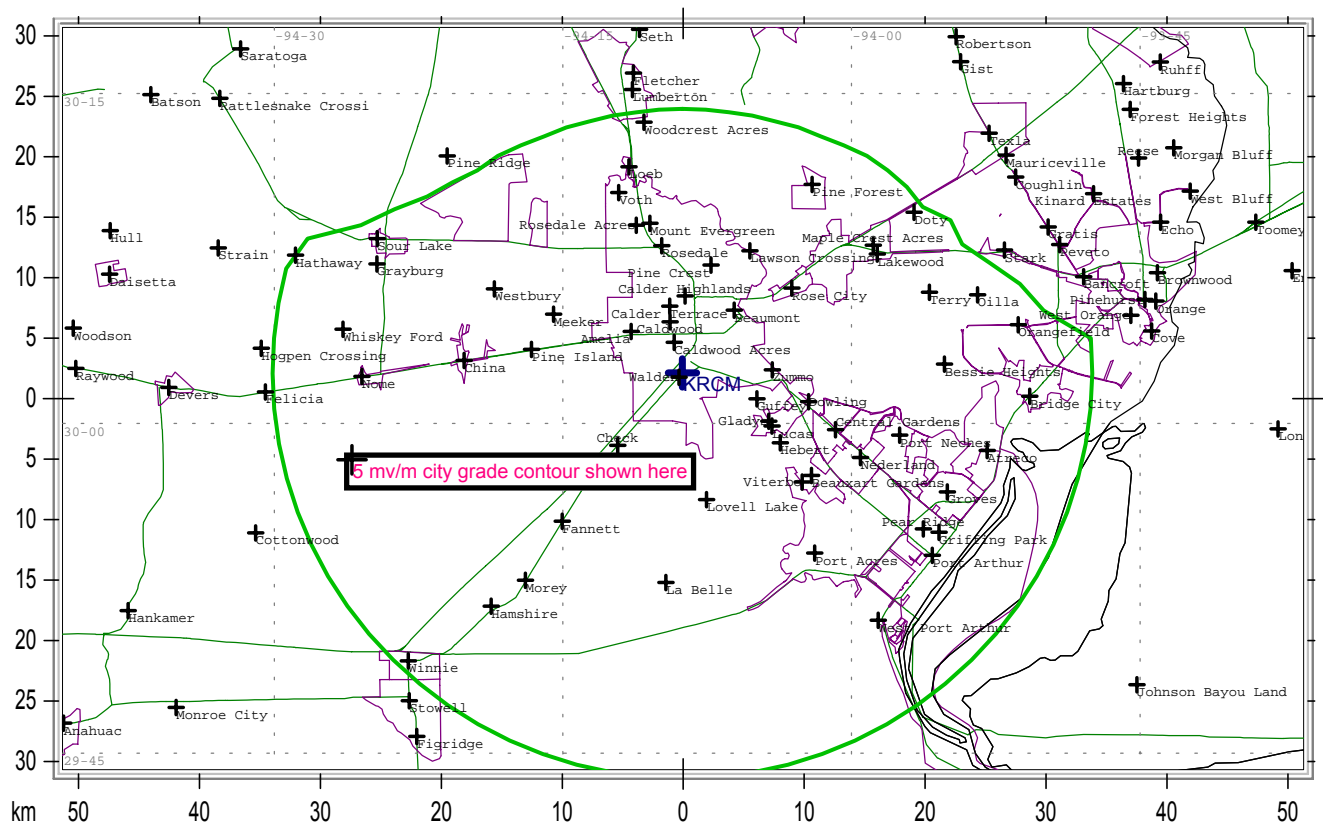 30
-94-30
-94-15
-94-00
-93-45
Seth
Robertson
Saratoga
Gist
Ruhff
Fletcher
Hartburg
25
30-15
Batson
Rattlesnake Crossi
Lumberton
Forest Heights
Woodcrest Acres
Texla
20
Pine Ridge
Loeb
Mauriceville
Reese
Morgan Bluff
Voth
Pine Forest
Coughlin
Kinard Estates
West Bluff
15
Hull
Rosedale Acres
Mount Evergreen
Doty
Gratis
Echo
Toomey
Strain
Sour Lake
Rosedale
Maple Crest Acres
Lawson Crossing
Lakewood
Stark
Peveto
Hathaway
Grayburg
Pine Crest
10
Daisetta
Westbury
Calder Highlands
Rose City
Terry
Oilla
Bancroft
Brownwood
Pinehurst
Orange
Meeker
Calder Terrace
Beaumont
West Orange
5
Woodson
Whiskey Ford
Amelia
Caldwood
Orangefield
Cove
Hogpen Crossing
Pine Island
Caldwood Acres
China
Bessie Heights
Raywood
Nome
Walden
KRCM
Zummo
0
Devers
Felicia
Guffey
Dowling
Bridge City
30-00
Gladys
Lucas
Central Gardens
Port Neches
Check
Hebert
Atreco
5
5 mv/m city grade contour shown here
Nederland
Viterbo
Beauxart Gardens
Lovell Lake
Groves
10
Cottonwood
Fannett
Pear Ridge
Griffing Park
Port Acres
Port Arthur
15
Morey
La Belle
Hankamer
Hamshire
West Port Arthur
20
Winnie
Johnson Bayou Land
25
Monroe City
Stowell
Anahuac
Figridge
30
29-45
km
50
40
30
20
10
0
10
20
30
40
50